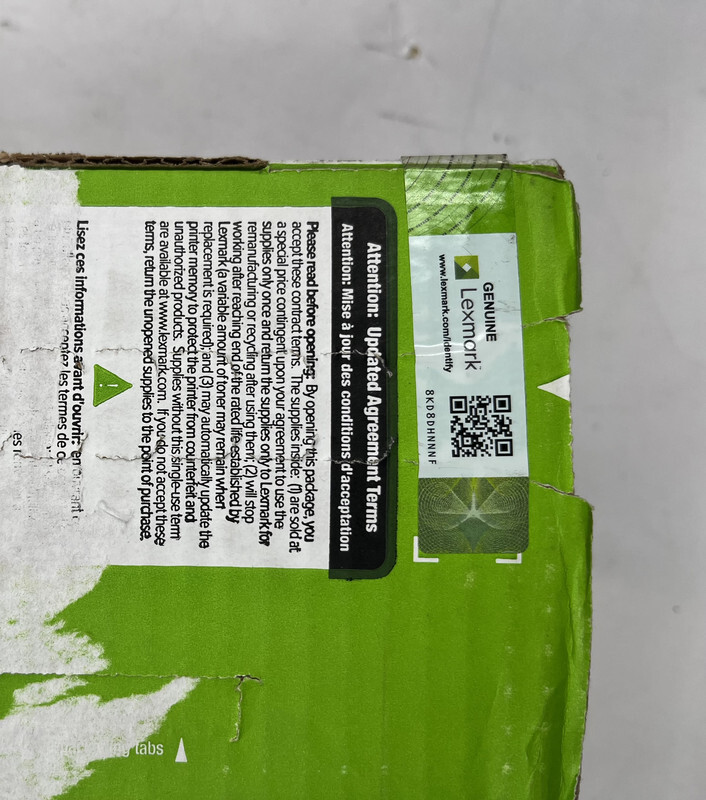 GENUINE
Lexmark
www.lexmark.com/identify
8KD8DHNNNF
Attention: Updated Agreement Terms
Attention: Mise à jour des conditions d'acceptation
Please read before opening: By opening this package, you
accept these contract terms. The supplies inside: (1) are sold at
a special price contingent upon your agreement to use the
supplies only once and return the supplies only to Lexmark for
remanufacturing or recycling after using them; (2) will stop
working after reaching end of the rated life established by
Lexmark (a variable amount of toner may remain when
replacement is required); and (3) may automatically update the
printer memory to protect the printer from counterfeit and
unauthorized products. Supplies without this single-use term
are available at www.lexmark.com. If you do not accept these
terms, return the unopened supplies to the point of purchase.
Lisez ces informations avant d'ouvrir:
les termes de
tabs